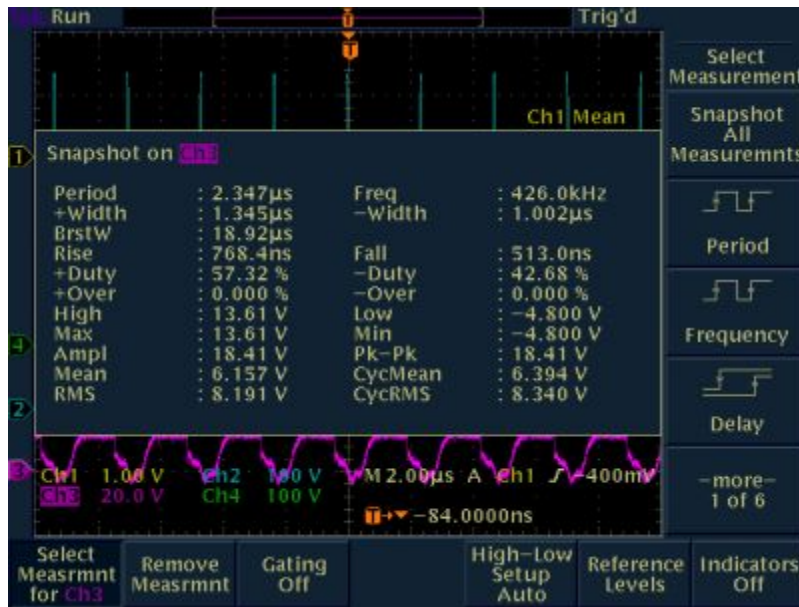 Run Trig'd
T
T
Ch1 Mean
1
Snapshot on Ch3
Period : 2.347µs Freq : 426.0kHz
+Width : 1.345µs −Width : 1.002µs
BrstW : 18.92µs
Rise : 768.4ns Fall : 513.0ns
+Duty : 57.32 % −Duty : 42.68 %
+Over : 0.000 % −Over : 0.000 %
High : 13.61 V Low : −4.800 V
Max : 13.61 V Min : −4.800 V
Ampl : 18.41 V Pk−Pk : 18.41 V
Mean : 6.157 V CycMean : 6.394 V
RMS : 8.191 V CycRMS : 8.340 V
4
2
3
Ch1 1.00 V Ch2 100 V M 2.00µs A Ch1 −400mV
Ch3 20.0 V Ch4 100 V
T −84.0000ns
Select
Measurement
Snapshot
All
Measuremnts
Period
Frequency
Delay
−more−
1 of 6
Select
Measrmnt
for Ch3
Remove
Measrmnt
Gating
Off
High−Low
Setup
Auto
Reference
Levels
Indicators
Off